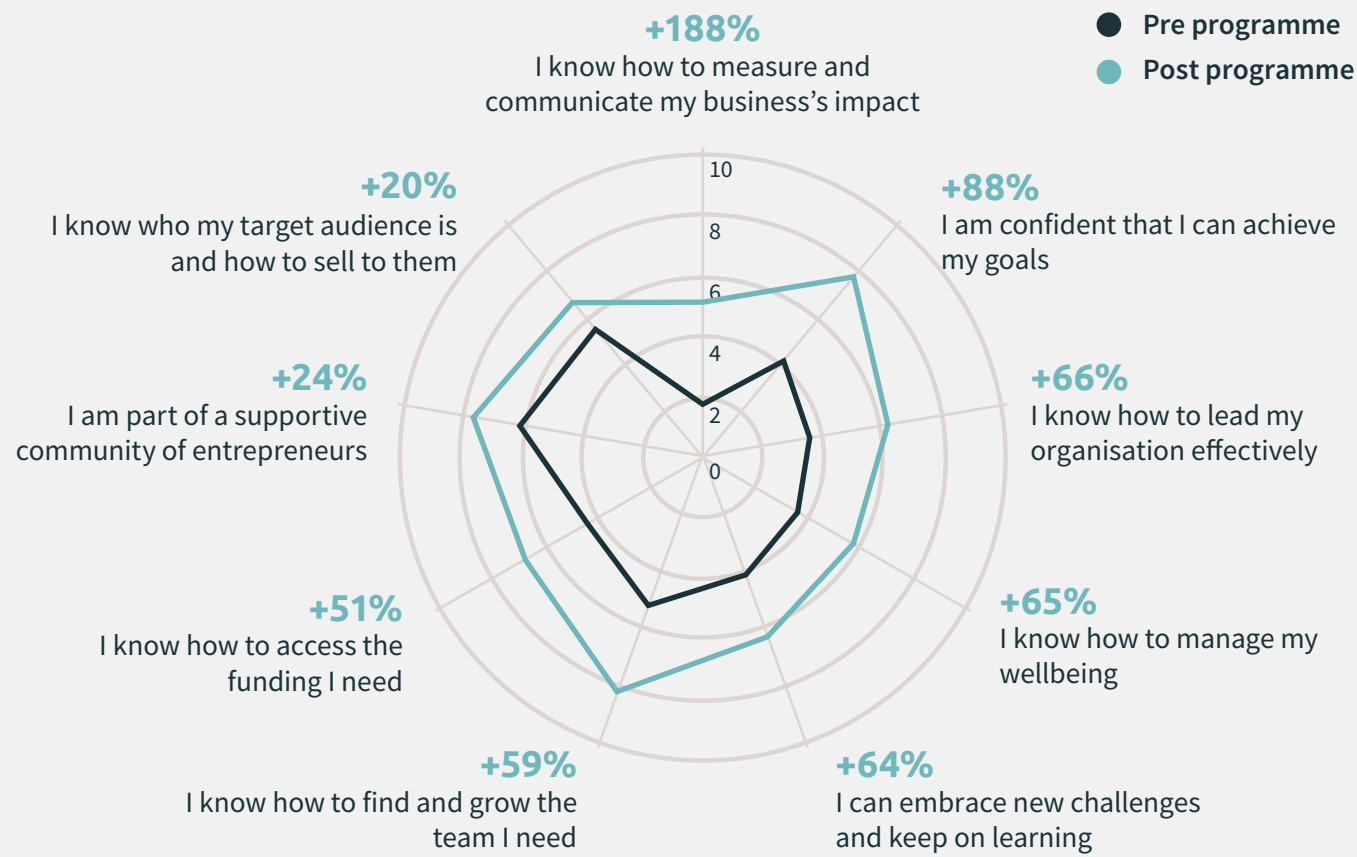 +188%
I know how to measure and
communicate my business’s impact
Pre programme
Post programme
+88%
I am confident that I can achieve
my goals
+66%
I know how to lead my
organisation effectively
+65%
I know how to manage my
wellbeing
+64%
I can embrace new challenges
and keep on learning
+59%
I know how to find and grow the
team I need
+51%
I know how to access the
funding I need
+24%
I am part of a supportive
community of entrepreneurs
+20%
I know who my target audience is
and how to sell to them
10
8
6
4
2
0